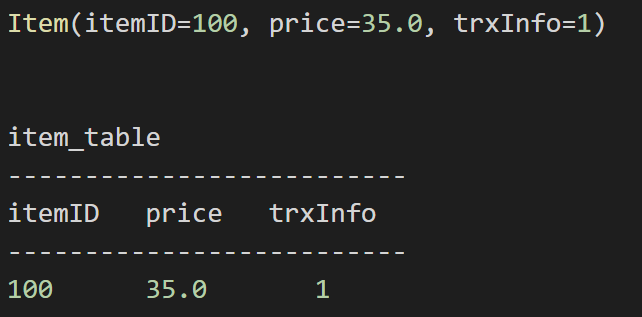 Item(itemID=100, price=35.0, trxInfo=1)
item_table
--------------------------
itemID   price   trxInfo
--------------------------
100      35.0       1